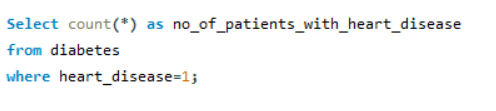 Select count(*) as no_of_patients_with_heart_disease
from diabetes
where heart_disease=1;